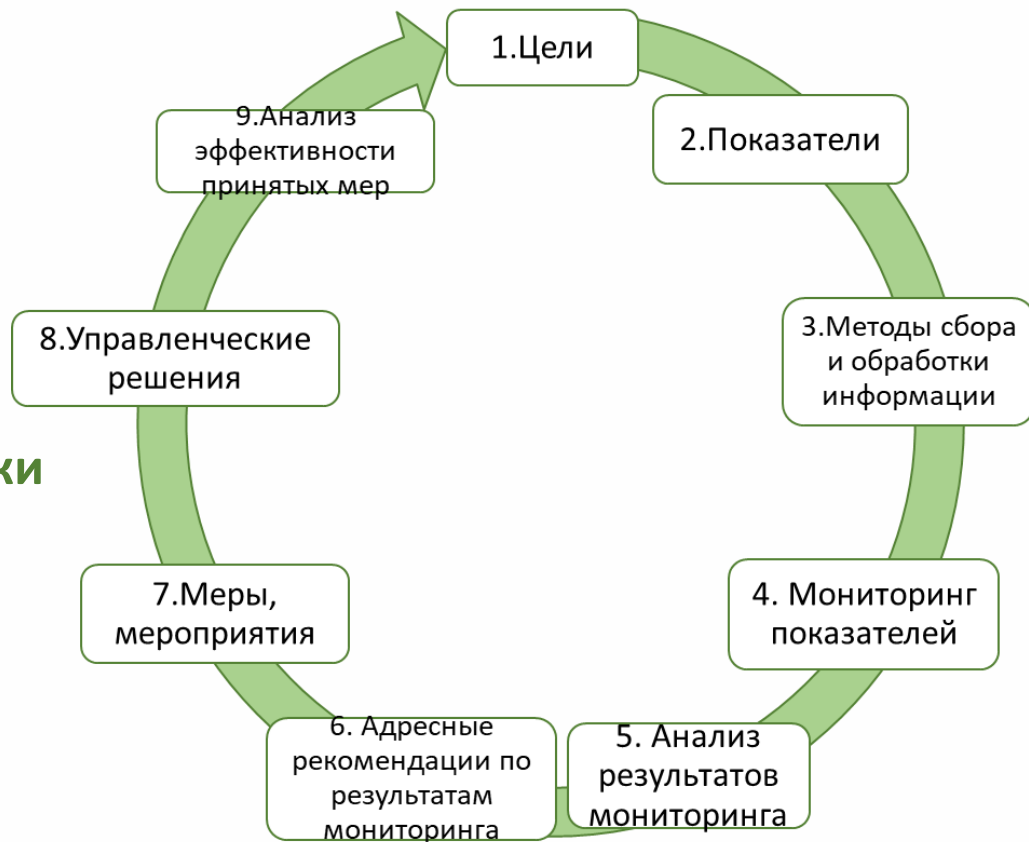 1.Цели
2.Показатели
3.Методы сбора
и обработки
информации
4. Мониторинг
показателей
5. Анализ
результатов
мониторинга
6. Адресные
рекомендации по
результатам
мониторинга
7.Меры,
мероприятия
8.Управленческие
решения
9.Анализ
эффективности
принятых мер
ки